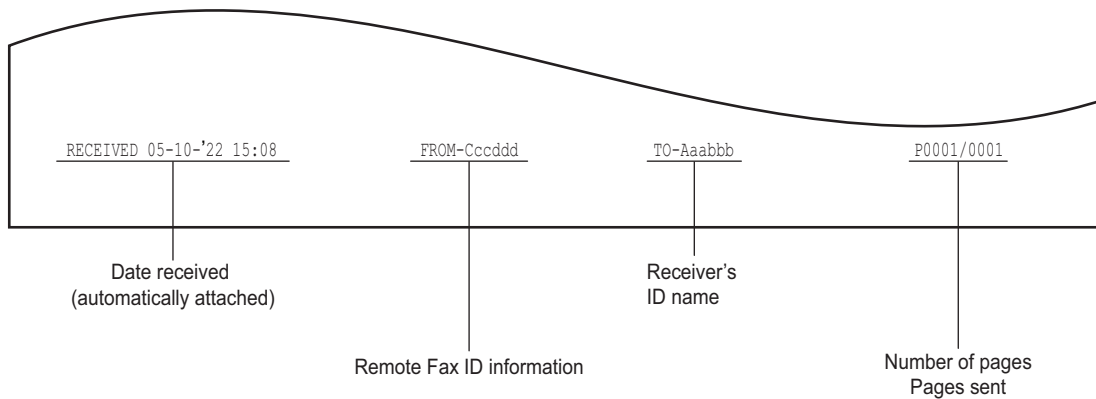 RECEIVED 05-10-'22 15:08 FROM-Cccddd TO-Aaabbb P0001/0001
Date received
(automatically attached)
Receiver's
ID name
Remote Fax ID information
Number of pages
Pages sent